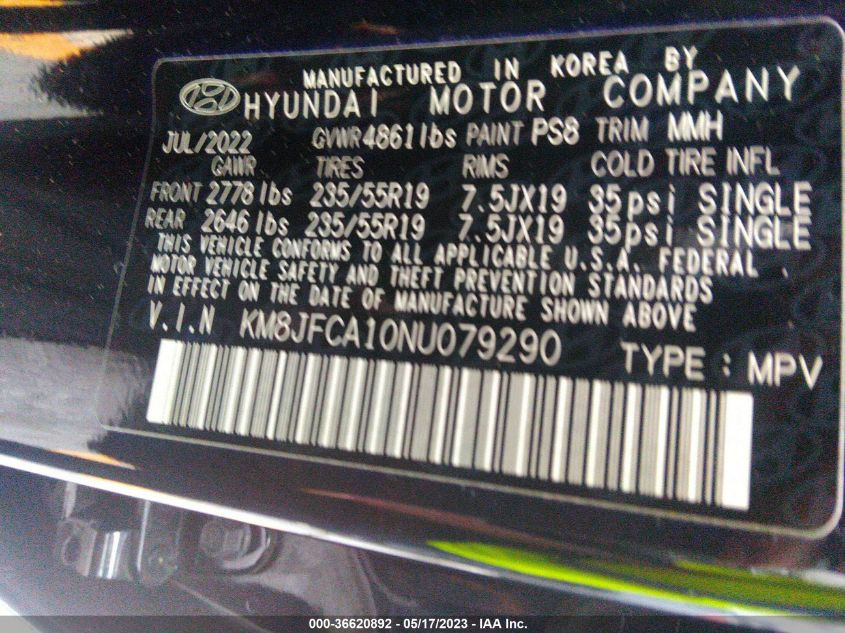 MANUFACTURED IN KOREA BY
HYUNDAI MOTOR COMPANY
JUL/2022 GVWR 4861 lbs PAINT PS8 TRIM MMH
GAWR TIRES RIMS COLD TIRE INFL
FRONT 2778 lbs 235/55R19 7.5JX19 35psi SINGLE
REAR 2646 lbs 235/55R19 7.5JX19 35psi SINGLE
THIS VEHICLE CONFORMS TO ALL APPLICABLE U.S.A. FEDERAL
MOTOR VEHICLE SAFETY AND THEFT PREVENTION STANDARDS
IN EFFECT ON THE DATE OF MANUFACTURE SHOWN ABOVE
V.I.N KM8JFCA10NU079290 TYPE : MPV
000-36620892 - 05/17/2023 - IAA Inc.